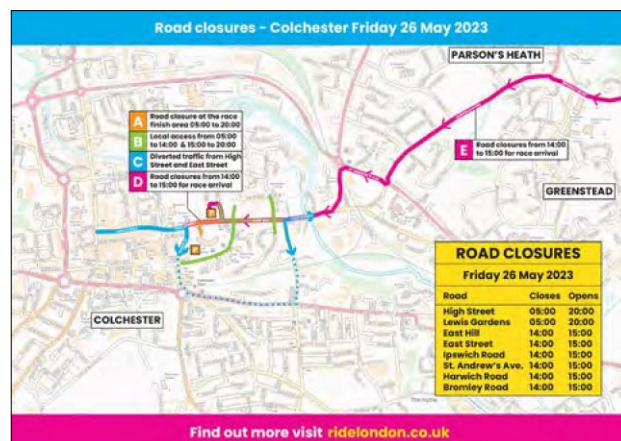 Road closures - Colchester Friday 26 May 2023
PARSON'S HEATH
A Road closure at the race
finish area 05:00 to 20:00
B Local access from 05:00
to 14:00 & 15:00 to 20:00
C Diverted traffic from High
Street and East Street
D Road closures from 14:00
to 15:00 for race arrival
E Road closures from 14:00
to 15:00 for race arrival
GREENSTEAD
COLCHESTER
ROAD CLOSURES
Friday 26 May 2023
Road Closes Opens
High Street 05:00 20:00
Lewis Gardens 05:00 20:00
East Hill 14:00 15:00
East Street 14:00 15:00
Ipswich Road 14:00 15:00
St. Andrew's Ave. 14:00 15:00
Harwich Road 14:00 15:00
Bromley Road 14:00 15:00
Find out more visit ridelondon.co.uk